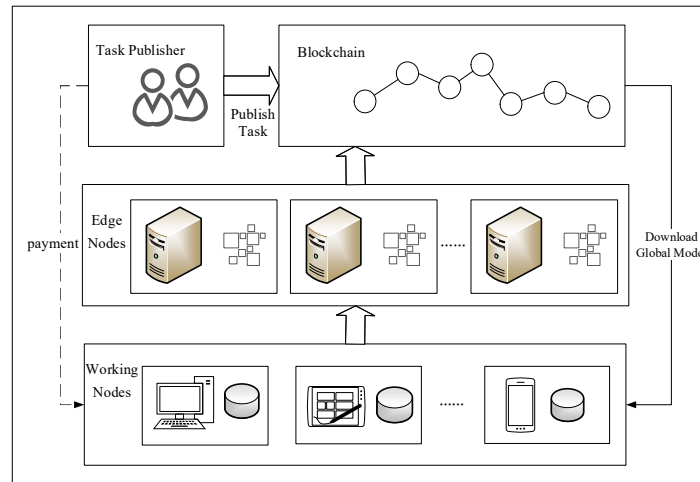 Task Publisher
Blockchain
Publish
Task
Edge
Nodes
......
payment
Download
Global Mode
Working
Nodes
......